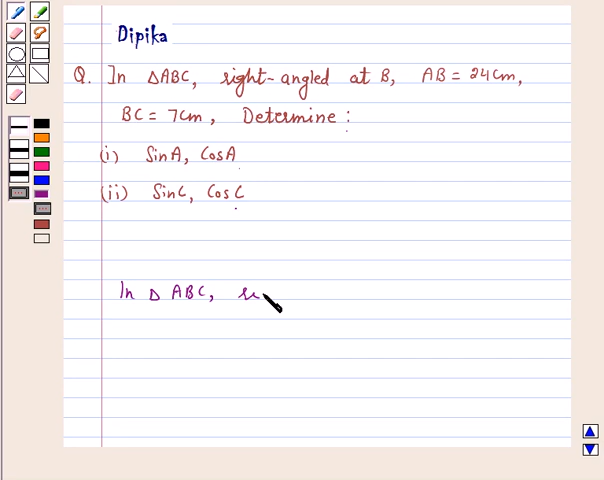 Dipika
Q. In ΔABC, right-angled at B, AB = 24cm,
BC = 7cm, Determine :
(i) SinA, CosA
(ii) SinC, CosC
In Δ ABC,